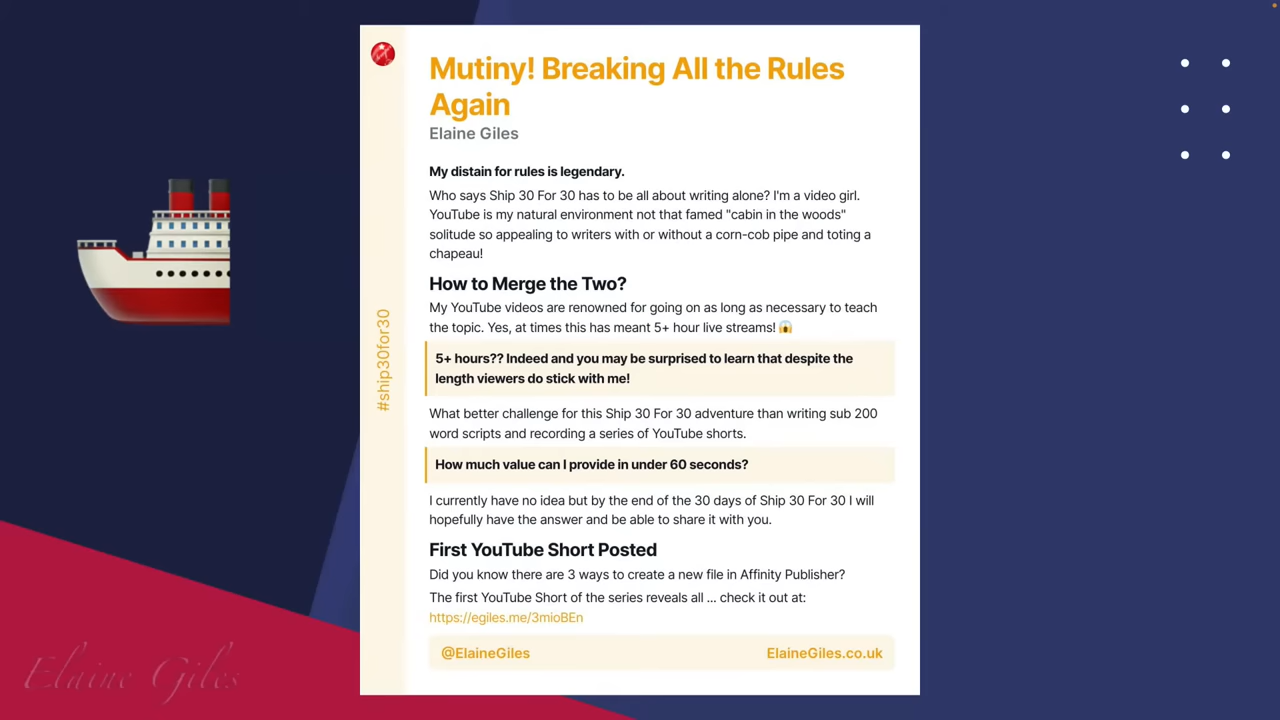 Mutiny! Breaking All the Rules
Again
Elaine Giles
My distain for rules is legendary.
Who says Ship 30 For 30 has to be all about writing alone? I'm a video girl.
YouTube is my natural environment not that famed "cabin in the woods"
solitude so appealing to writers with or without a corn-cob pipe and toting a
chapeau!
How to Merge the Two?
My YouTube videos are renowned for going on as long as necessary to teach
the topic. Yes, at times this has meant 5+ hour live streams! 😱
5+ hours?? Indeed and you may be surprised to learn that despite the
length viewers do stick with me!
What better challenge for this Ship 30 For 30 adventure than writing sub 200
word scripts and recording a series of YouTube shorts.
How much value can I provide in under 60 seconds?
I currently have no idea but by the end of the 30 days of Ship 30 For 30 I will
hopefully have the answer and be able to share it with you.
First YouTube Short Posted
Did you know there are 3 ways to create a new file in Affinity Publisher?
The first YouTube Short of the series reveals all ... check it out at:
https://egiles.me/3mioBEn
@ElaineGiles
ElaineGiles.co.uk
#ship30for30
Elaine Giles